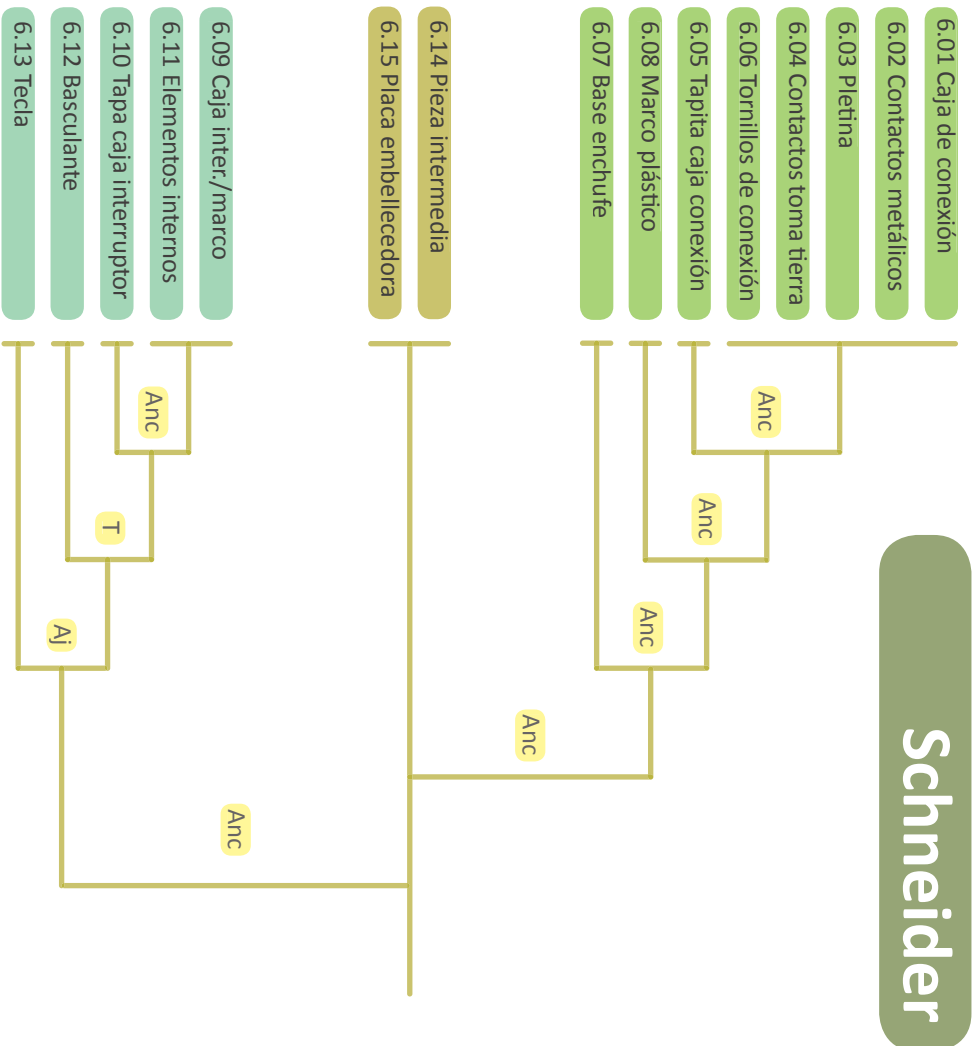 Schneider
6.01 Caja de conexión
6.02 Contactos metálicos
6.03 Pletina
6.04 Contactos toma tierra
6.06 Tornillos de conexión
6.05 Tapita caja conexión
6.08 Marco plástico
6.07 Base enchufe
6.14 Pieza intermedia
6.15 Placa embellecedora
6.09 Caja inter./marco
6.11 Elementos internos
6.10 Tapa caja interruptor
6.12 Basculante
6.13 Tecla
Anc
Anc
Anc
Anc
Anc
T
Aj
Anc